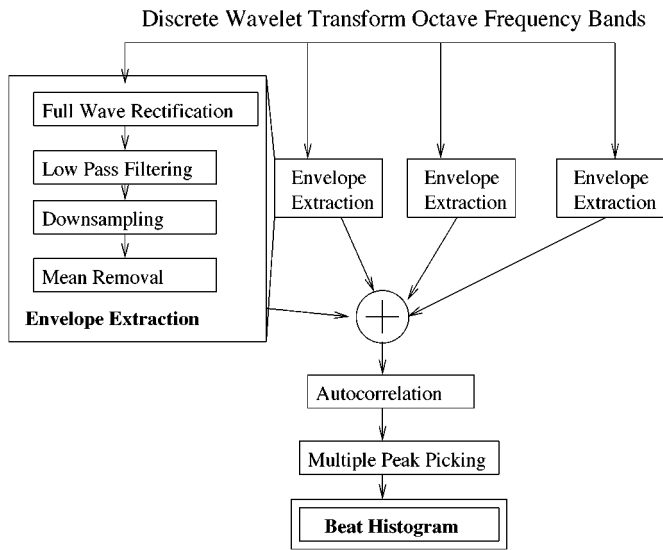 Discrete Wavelet Transform Octave Frequency Bands
Full Wave Rectification
Low Pass Filtering
Downsampling
Mean Removal
Envelope Extraction
Envelope
Extraction
Envelope
Extraction
Envelope
Extraction
Autocorrelation
Multiple Peak Picking
Beat Histogram